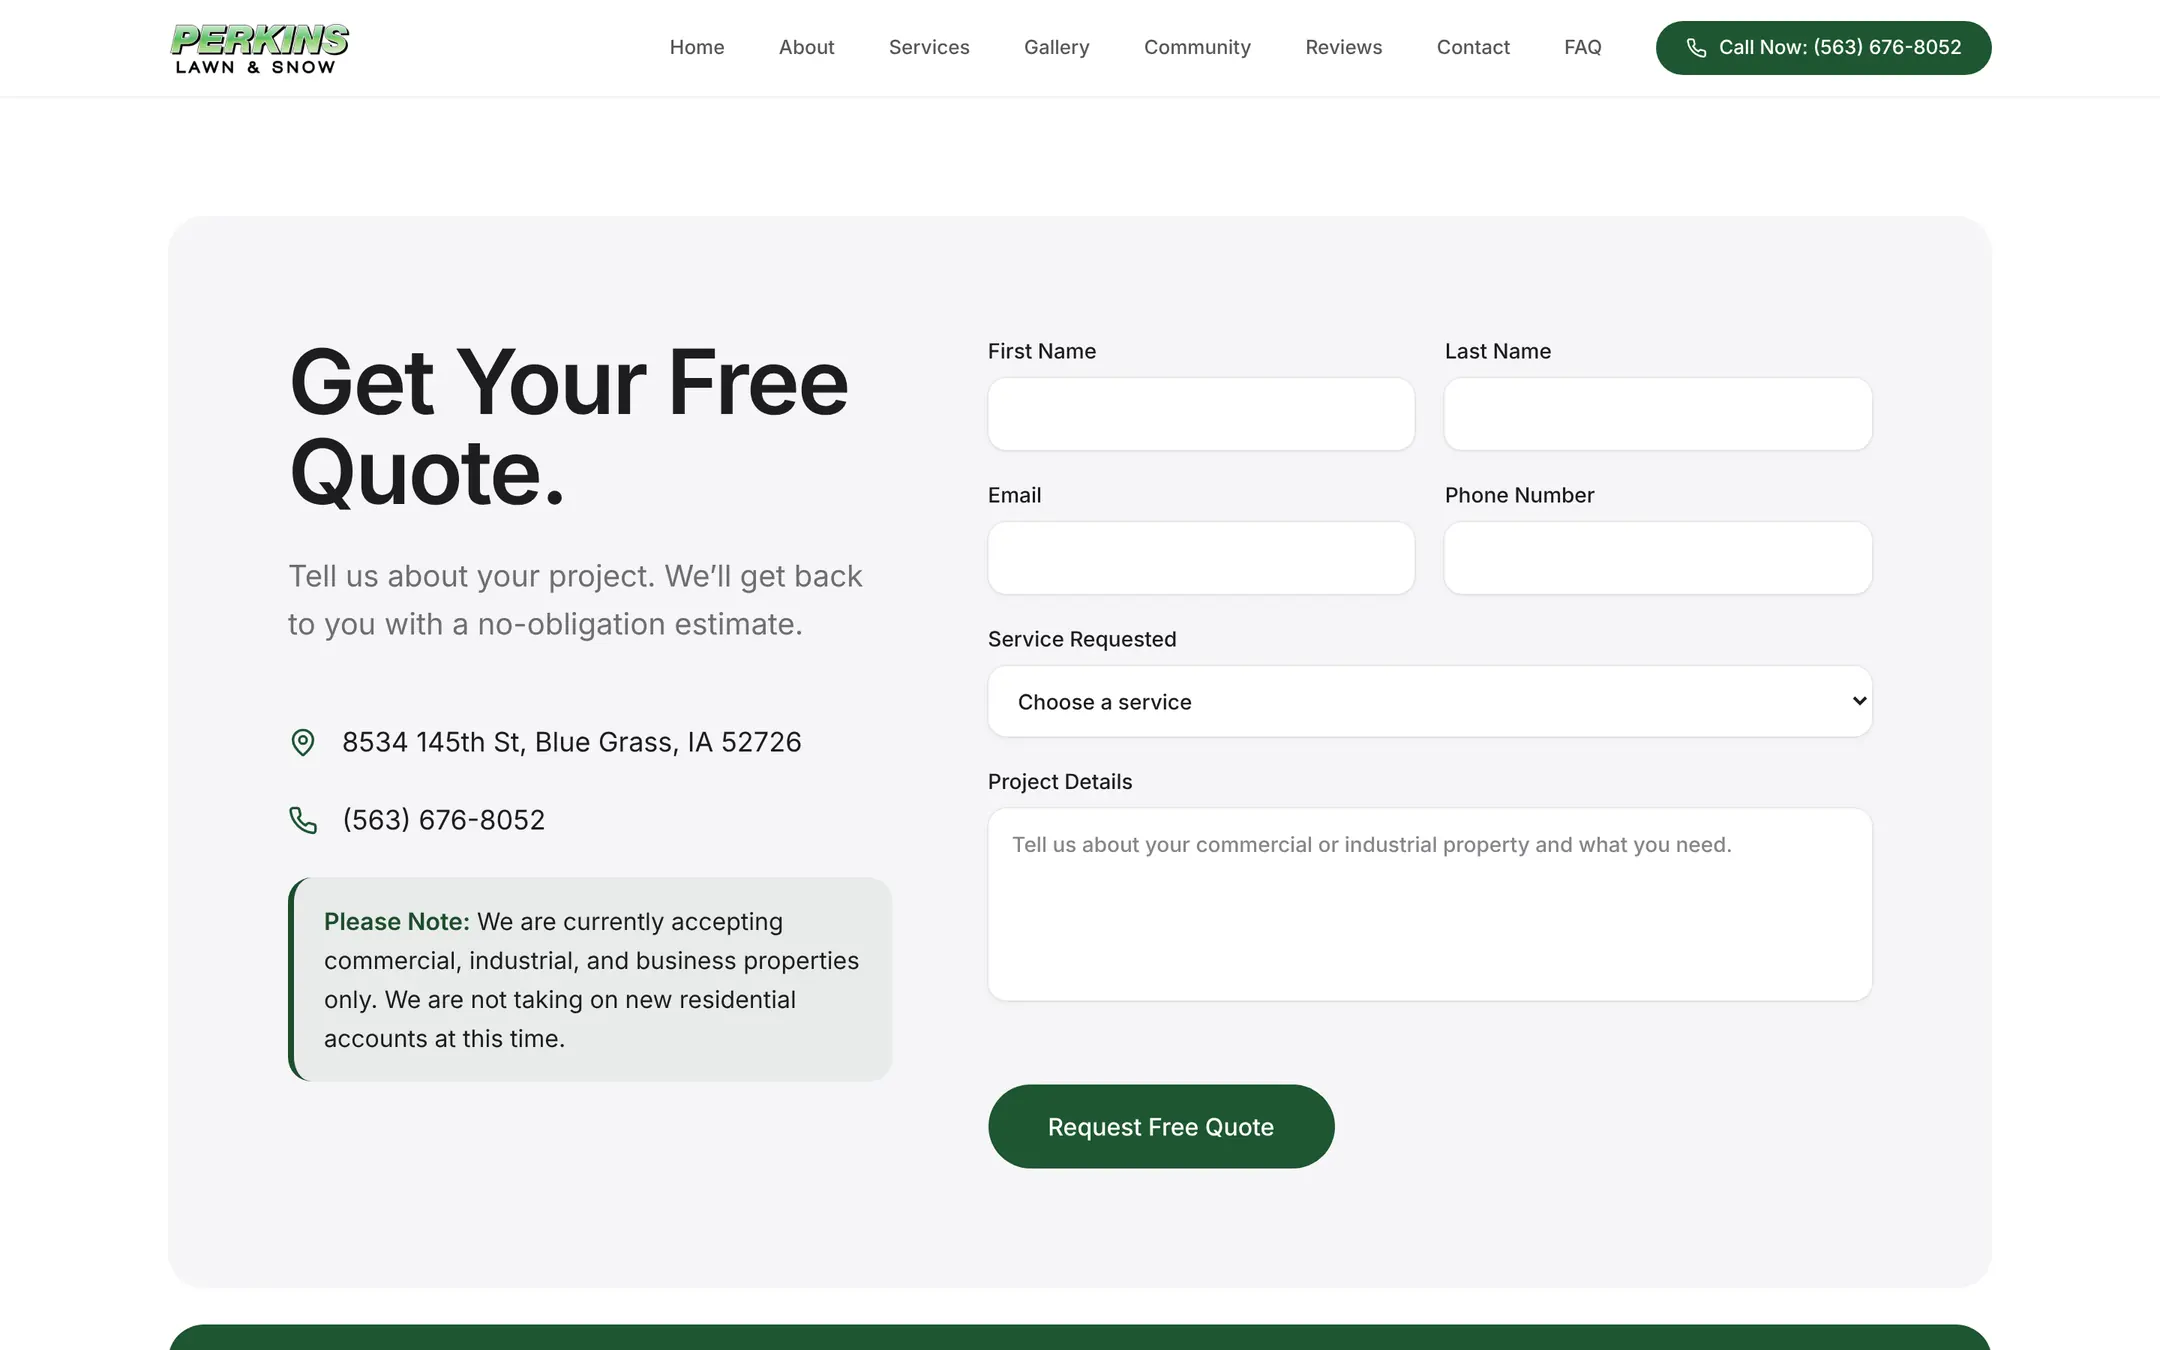 PERKINS
LAWN & SNOW
Home
About
Services
Gallery
Community
Reviews
Contact
FAQ
Call Now: (563) 676-8052
Get Your Free
Quote.
Tell us about your project. We’ll get back
to you with a no-obligation estimate.
8534 145th St, Blue Grass, IA 52726
(563) 676-8052
Please Note: We are currently accepting
commercial, industrial, and business properties
only. We are not taking on new residential
accounts at this time.
First Name
Last Name
Email
Phone Number
Service Requested
Choose a service
Project Details
Tell us about your commercial or industrial property and what you need.
Request Free Quote